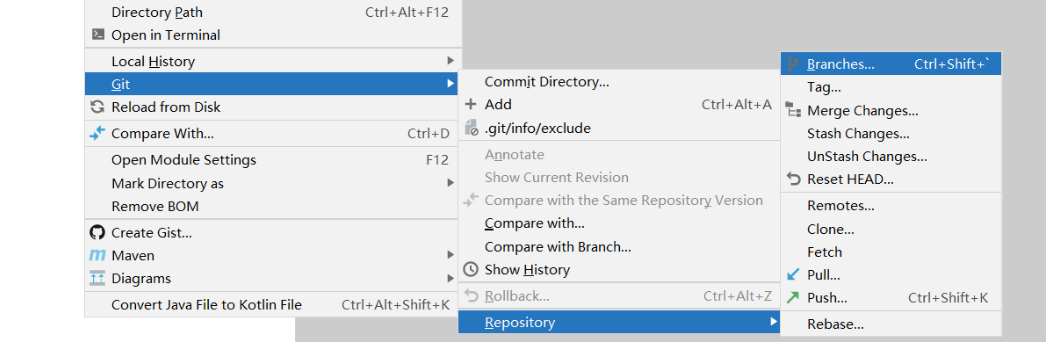 Directory Path Ctrl+Alt+F12
Open in Terminal
Local History
Git
Reload from Disk
Compare With... Ctrl+D
Open Module Settings F12
Mark Directory as
Remove BOM
Create Gist...
Maven
Diagrams
Convert Java File to Kotlin File Ctrl+Alt+Shift+K
Commit Directory...
Add Ctrl+Alt+A
.git/info/exclude
Annotate
Show Current Revision
Compare with the Same Repository Version
Compare with...
Compare with Branch...
Show History
Rollback... Ctrl+Alt+Z
Repository
Branches... Ctrl+Shift+`
Tag...
Merge Changes...
Stash Changes...
UnStash Changes...
Reset HEAD...
Remotes...
Clone...
Fetch
Pull...
Push... Ctrl+Shift+K
Rebase...